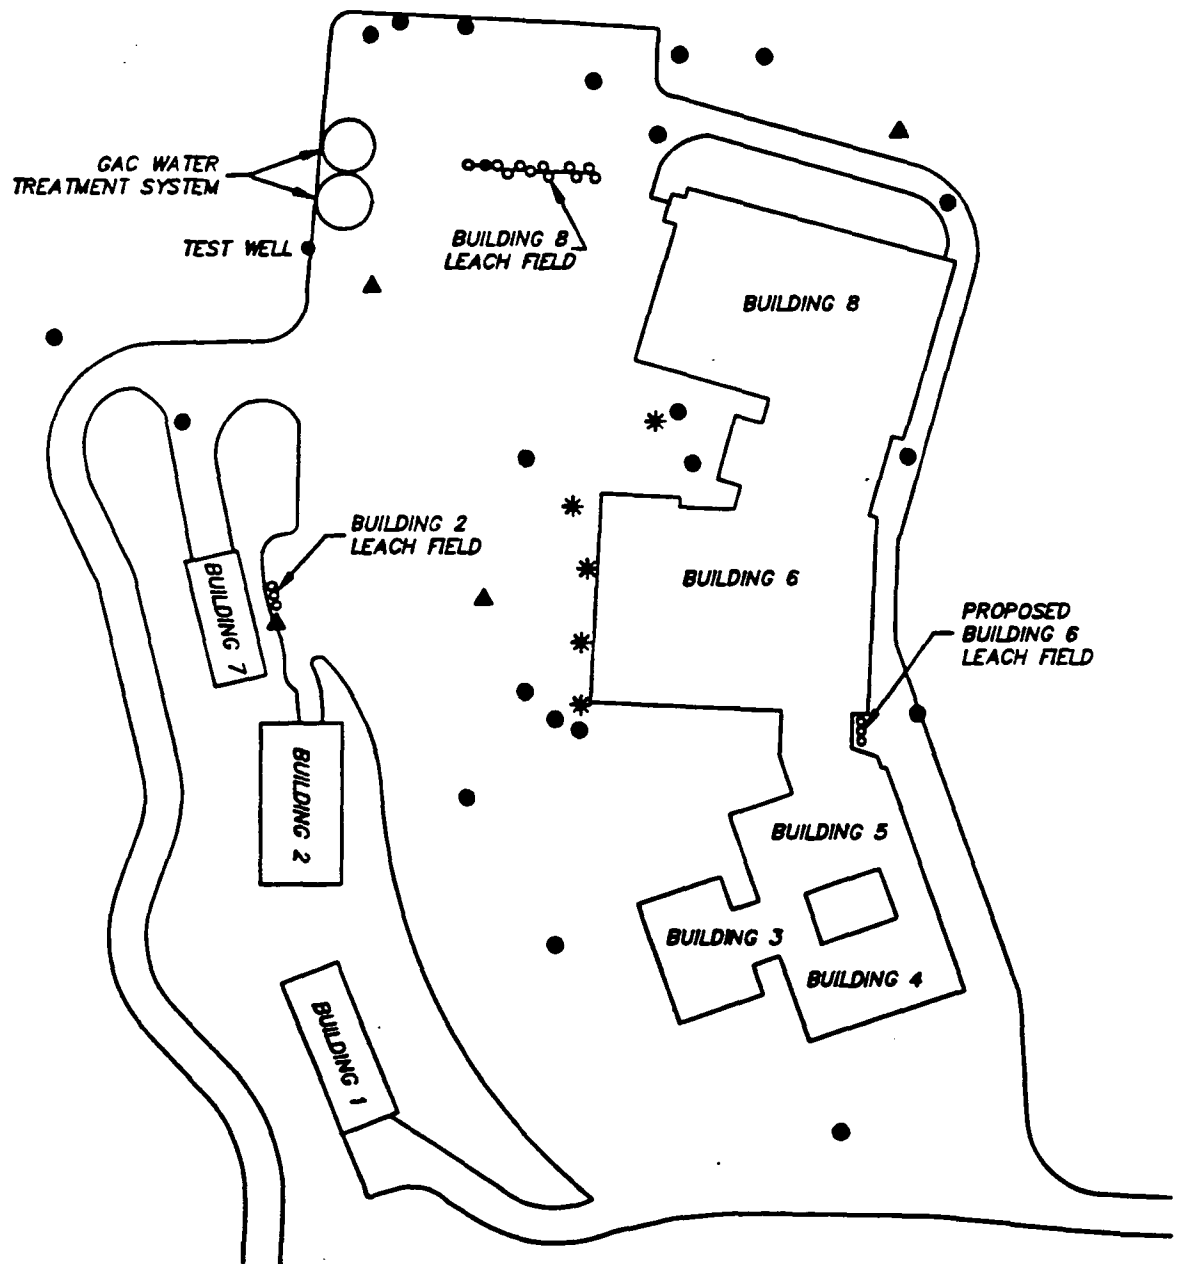 GAC WATER
TREATMENT SYSTEM
TEST WELL
BUILDING 8
LEACH FIELD
BUILDING 8
BUILDING 2
LEACH FIELD
BUILDING 7
BUILDING 6
PROPOSED
BUILDING 6
LEACH FIELD
BUILDING 2
BUILDING 5
BUILDING 3
BUILDING 4
BUILDING 1